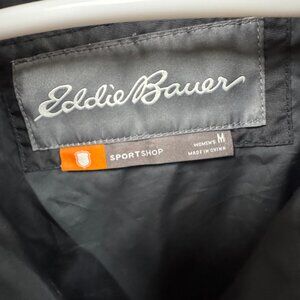 Eddie Bauer
SPORTSHOP
WOMEN'S M
MADE IN CHINA